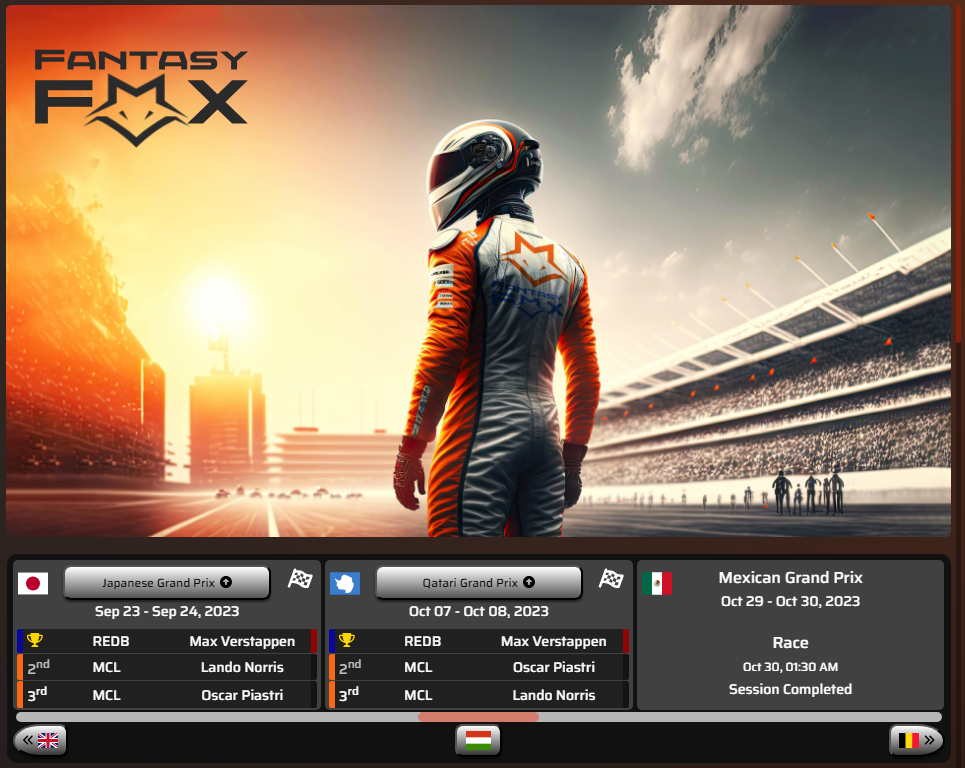 FANTASY
FOX
FANTASY
FOX
Japanese Grand Prix
Sep 23 - Sep 24, 2023
REDB Max Verstappen
2nd MCL Lando Norris
3rd MCL Oscar Piastri
Qatari Grand Prix
Oct 07 - Oct 08, 2023
REDB Max Verstappen
2nd MCL Oscar Piastri
3rd MCL Lando Norris
Mexican Grand Prix
Oct 29 - Oct 30, 2023
Race
Oct 30, 01:30 AM
Session Completed